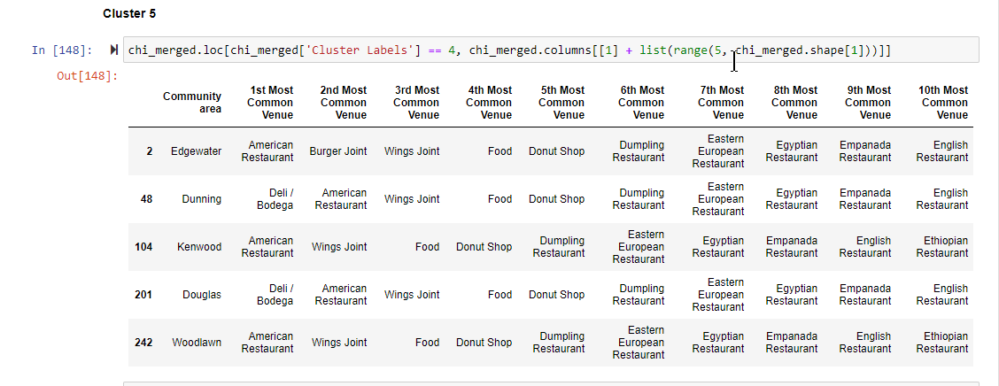 Cluster 5
In [148]: chi_merged.loc[chi_merged['Cluster Labels'] == 4, chi_merged.columns[[1] + list(range(5, chi_merged.shape[1]))]]
Out[148]:
Community area 1st Most Common Venue 2nd Most Common Venue 3rd Most Common Venue 4th Most Common Venue 5th Most Common Venue 6th Most Common Venue 7th Most Common Venue 8th Most Common Venue 9th Most Common Venue 10th Most Common Venue
2 Edgewater American Restaurant Burger Joint Wings Joint Food Donut Shop Dumpling Restaurant Eastern European Restaurant Egyptian Restaurant Empanada Restaurant English Restaurant
48 Dunning Deli / Bodega American Restaurant Wings Joint Food Donut Shop Dumpling Restaurant Eastern European Restaurant Egyptian Restaurant Empanada Restaurant English Restaurant
104 Kenwood American Restaurant Wings Joint Food Donut Shop Dumpling Restaurant Eastern European Restaurant Egyptian Restaurant Empanada Restaurant English Restaurant Ethiopian Restaurant
201 Douglas Deli / Bodega American Restaurant Wings Joint Food Donut Shop Dumpling Restaurant Eastern European Restaurant Egyptian Restaurant Empanada Restaurant English Restaurant
242 Woodlawn American Restaurant Wings Joint Food Donut Shop Dumpling Restaurant Eastern European Restaurant Egyptian Restaurant Empanada Restaurant English Restaurant Ethiopian Restaurant